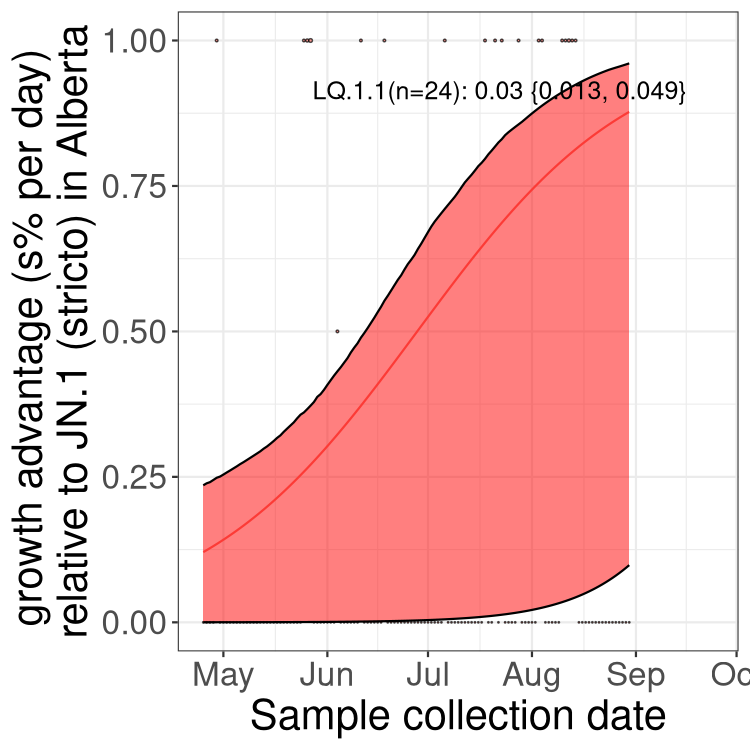 growth advantage (s% per day)
relative to JN.1 (stricto) in Alberta
1.00
0.75
0.50
0.25
0.00
LQ.1.1(n=24): 0.03 {0.013, 0.049}
May Jun Jul Aug Sep Oc
Sample collection date